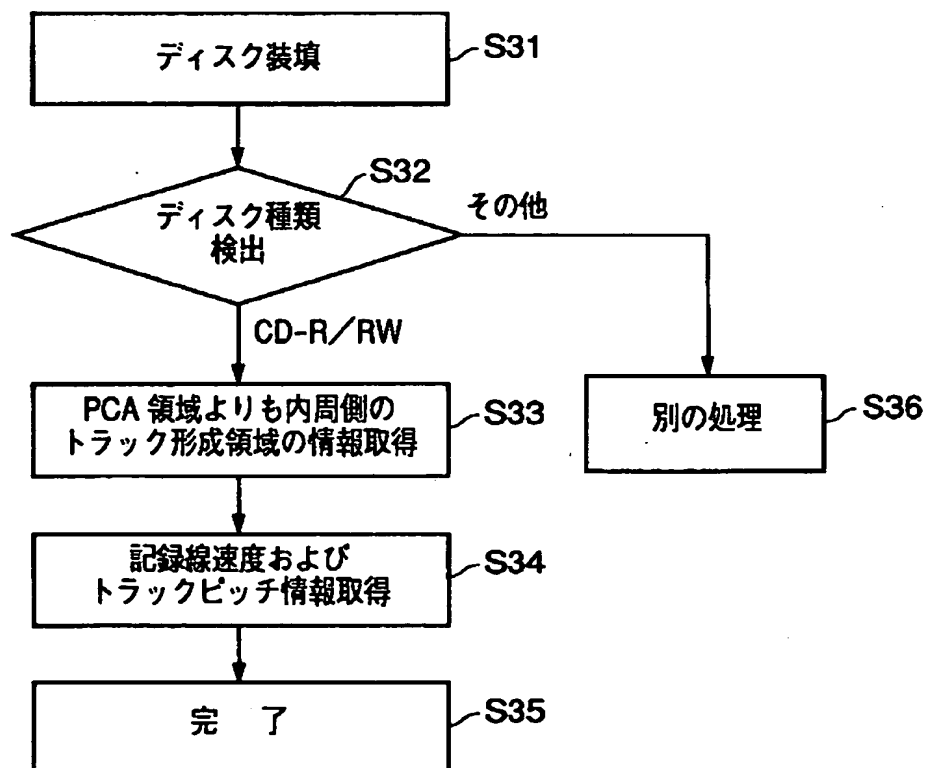 ディスク装填
S31
S32
ディスク種類
検出
その他
CD-R/RW
PCA 領域よりも内周側の
トラック形成領域の情報取得
S33
別の処理
S36
記録線速度および
トラックピッチ情報取得
S34
完 了
S35